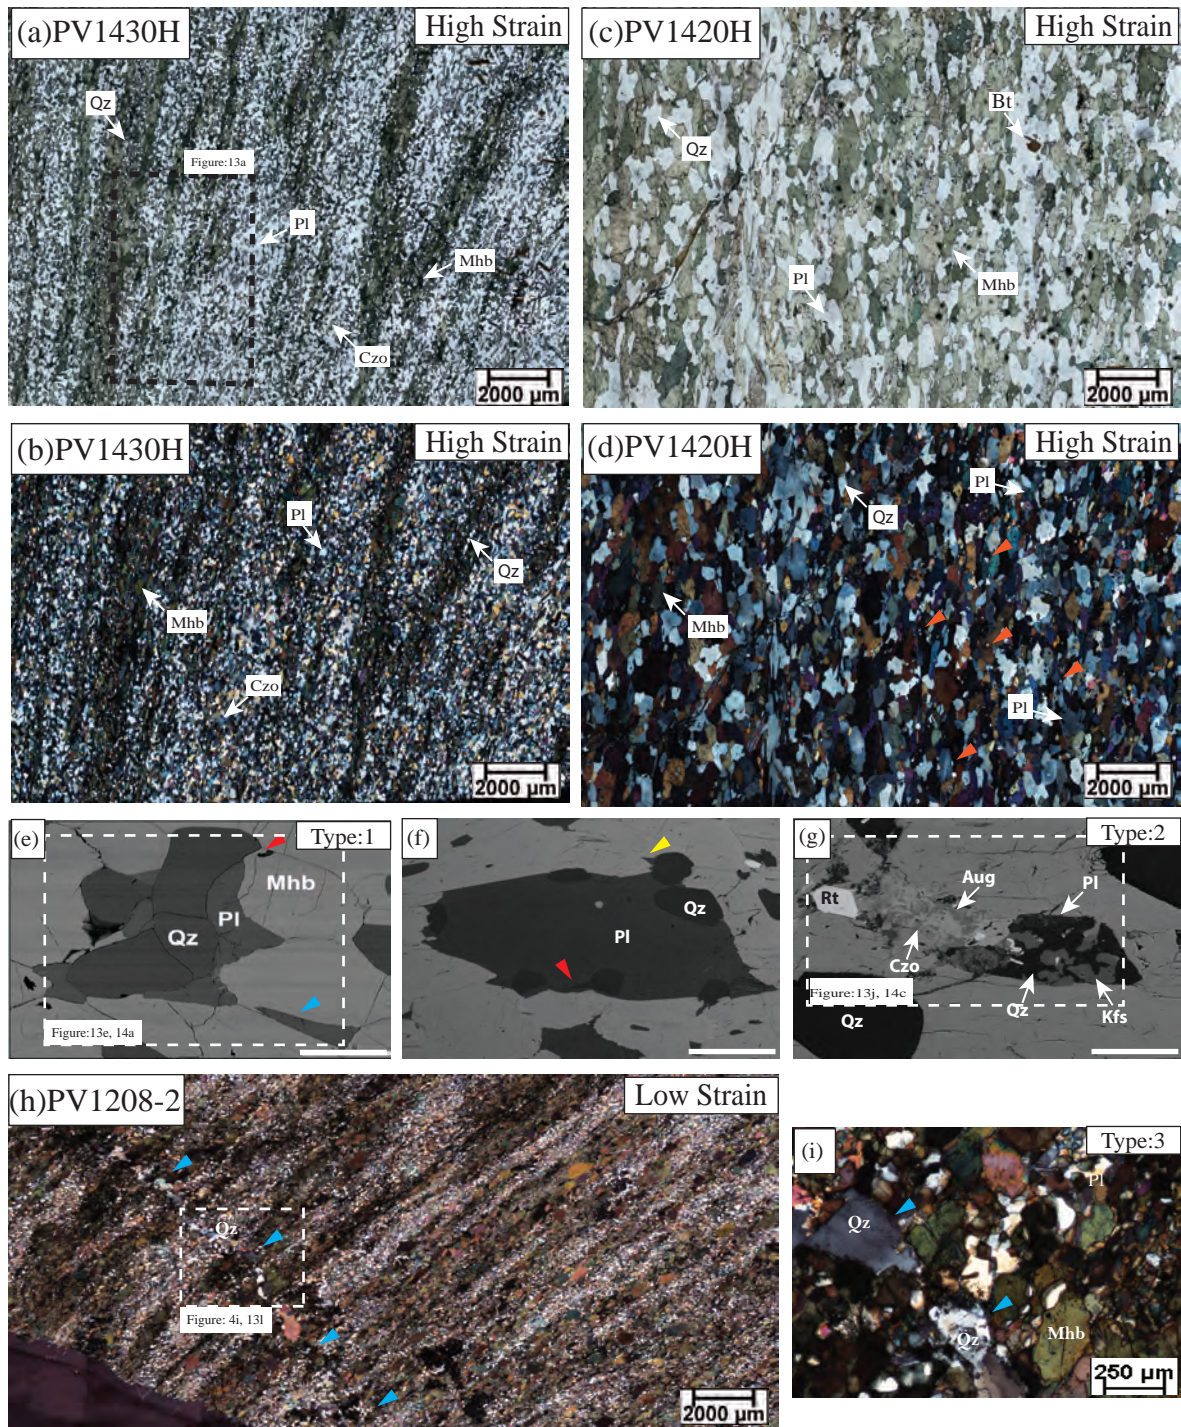 (a)PV1430H
High Strain
Qz
Figure:13a
Pl
Mhb
Czo
2000 µm
(c)PV1420H
High Strain
Bt
Qz
Mhb
Pl
2000 µm
(b)PV1430H
High Strain
Pl
Qz
Mhb
Czo
2000 µm
(d)PV1420H
High Strain
Pl
Qz
Mhb
Pl
2000 µm
(e)
Type:1
Mhb
Pl
Qz
Figure:13e, 14a
(f)
Qz
Pl
(g)
Type:2
Aug
Pl
Rt
Czo
Figure:13j, 14c
Qz
Kfs
Qz
(h)PV1208-2
Low Strain
Qz
Figure: 4i, 13l
2000 µm
(i)
Type:3
Pl
Qz
Qz
Mhb
250 µm